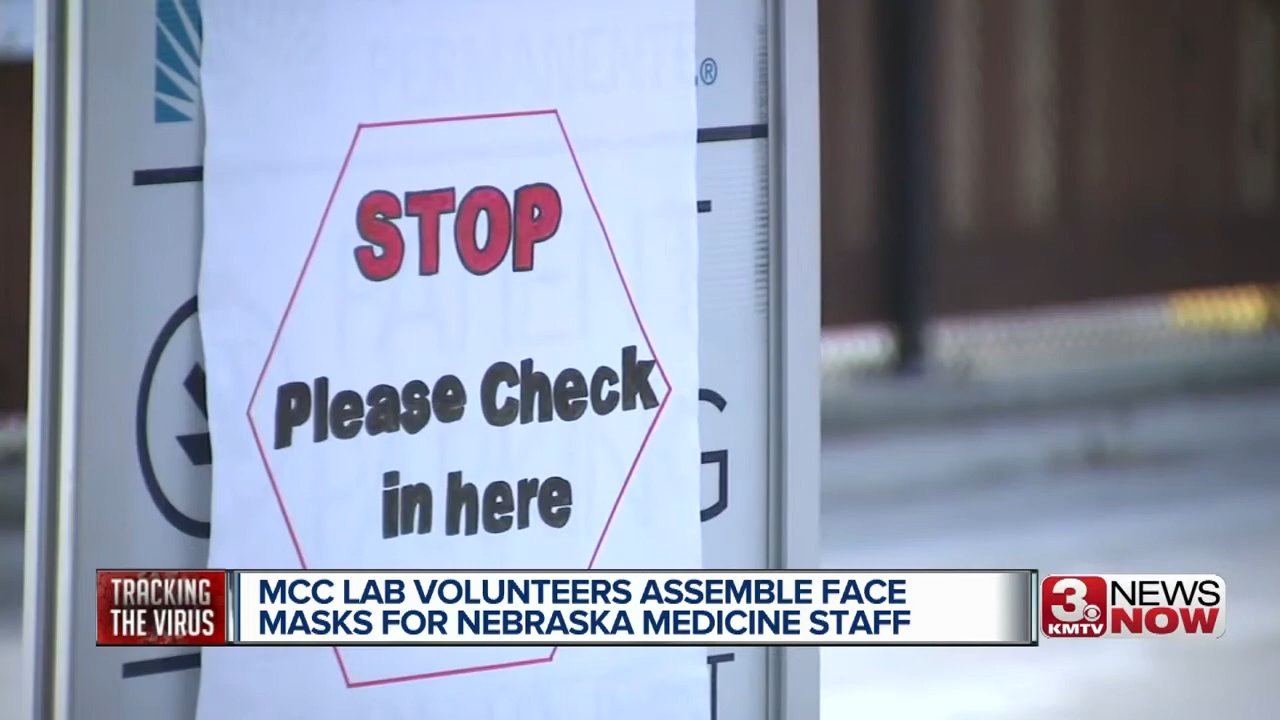 ®
STOP
Please Check
in here
G
TRACKING
THE VIRUS
MCC LAB VOLUNTEERS ASSEMBLE FACE
MASKS FOR NEBRASKA MEDICINE STAFF
3
KMTV
NEWS
NOW